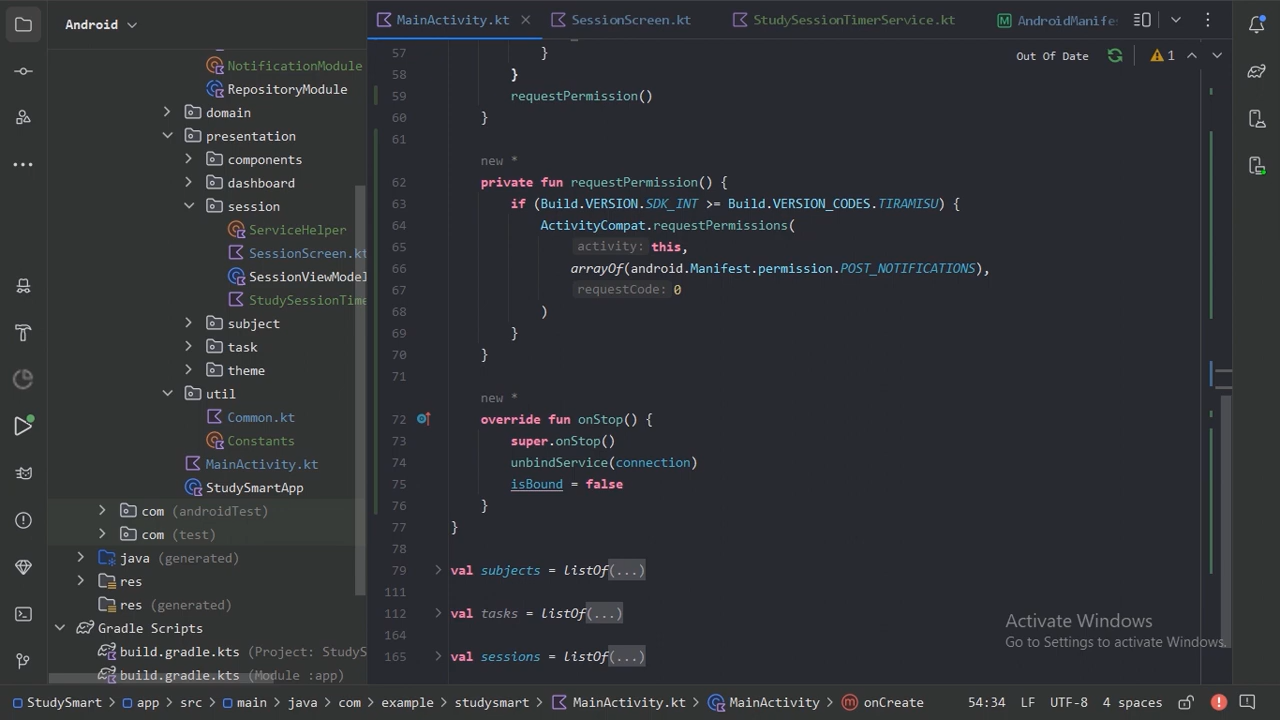 Android
MainActivity.kt
SessionScreen.kt
StudySessionTimerService.kt
AndroidManifes
Out Of Date
1
NotificationModule
RepositoryModule
domain
presentation
components
dashboard
session
ServiceHelper
SessionScreen.kt
SessionViewModel
StudySessionTime
subject
task
theme
util
Common.kt
Constants
MainActivity.kt
StudySmartApp
com (androidTest)
com (test)
java (generated)
res
res (generated)
Gradle Scripts
build.gradle.kts (Project: StudyS
build.gradle.kts (Module :app)
57 }
58 }
59 requestPermission()
60 }
61
new *
62 private fun requestPermission() {
63 if (Build.VERSION.SDK_INT >= Build.VERSION_CODES.TIRAMISU) {
64 ActivityCompat.requestPermissions(
65 activity: this,
66 arrayOf(android.Manifest.permission.POST_NOTIFICATIONS),
67 requestCode: 0
68 )
69 }
70 }
71
new *
72 override fun onStop() {
73 super.onStop()
74 unbindService(connection)
75 isBound = false
76 }
77 }
78
79 val subjects = listOf(...)
111
112 val tasks = listOf(...)
164
165 val sessions = listOf(...)
Activate Windows
Go to Settings to activate Windows.
StudySmart > app > src > main > java > com > example > studysmart > MainActivity.kt > MainActivity > onCreate
54:34 LF UTF-8 4 spaces